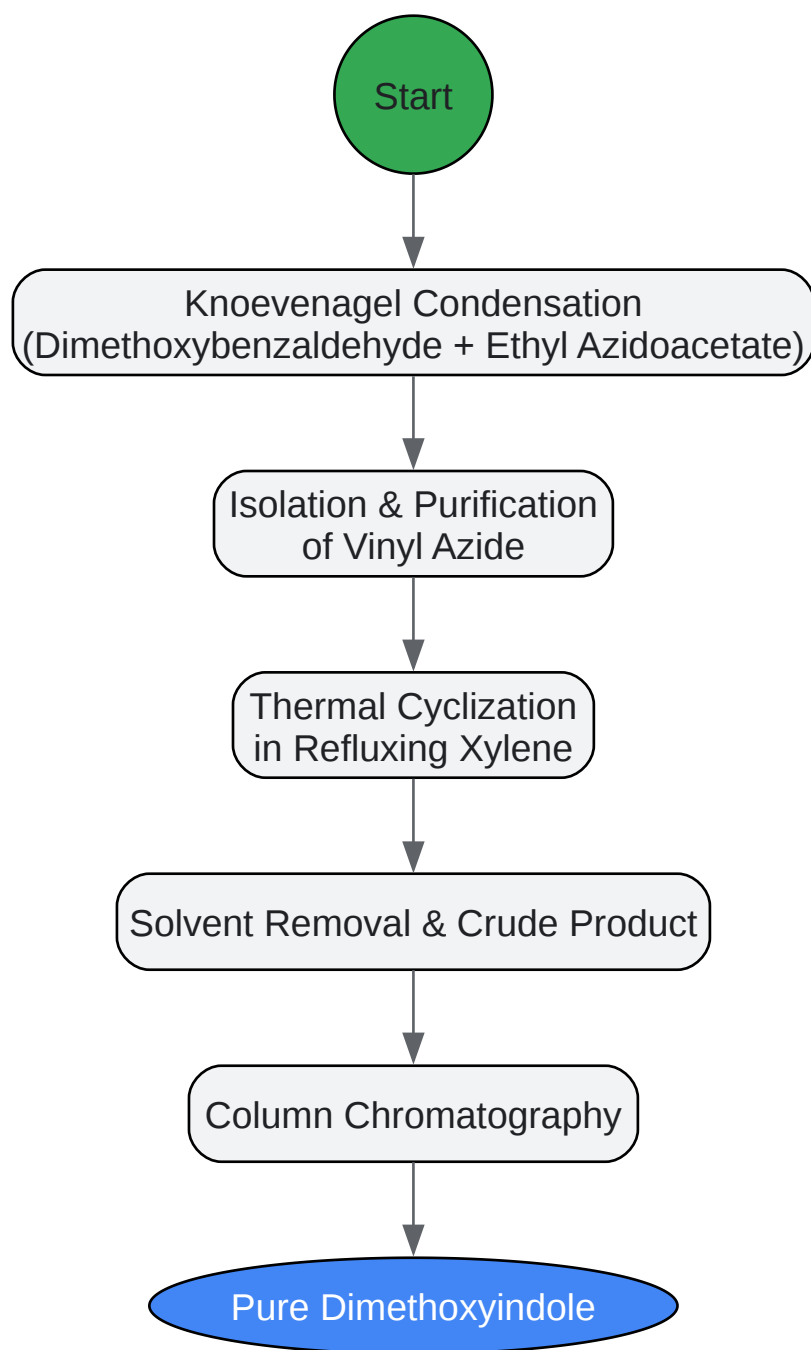 Start
Knoevenagel Condensation
(Dimethoxybenzaldehyde + Ethyl Azidoacetate)
Isolation & Purification
of Vinyl Azide
Thermal Cyclization
in Refluxing Xylene
Solvent Removal & Crude Product
Column Chromatography
Pure Dimethoxyindole